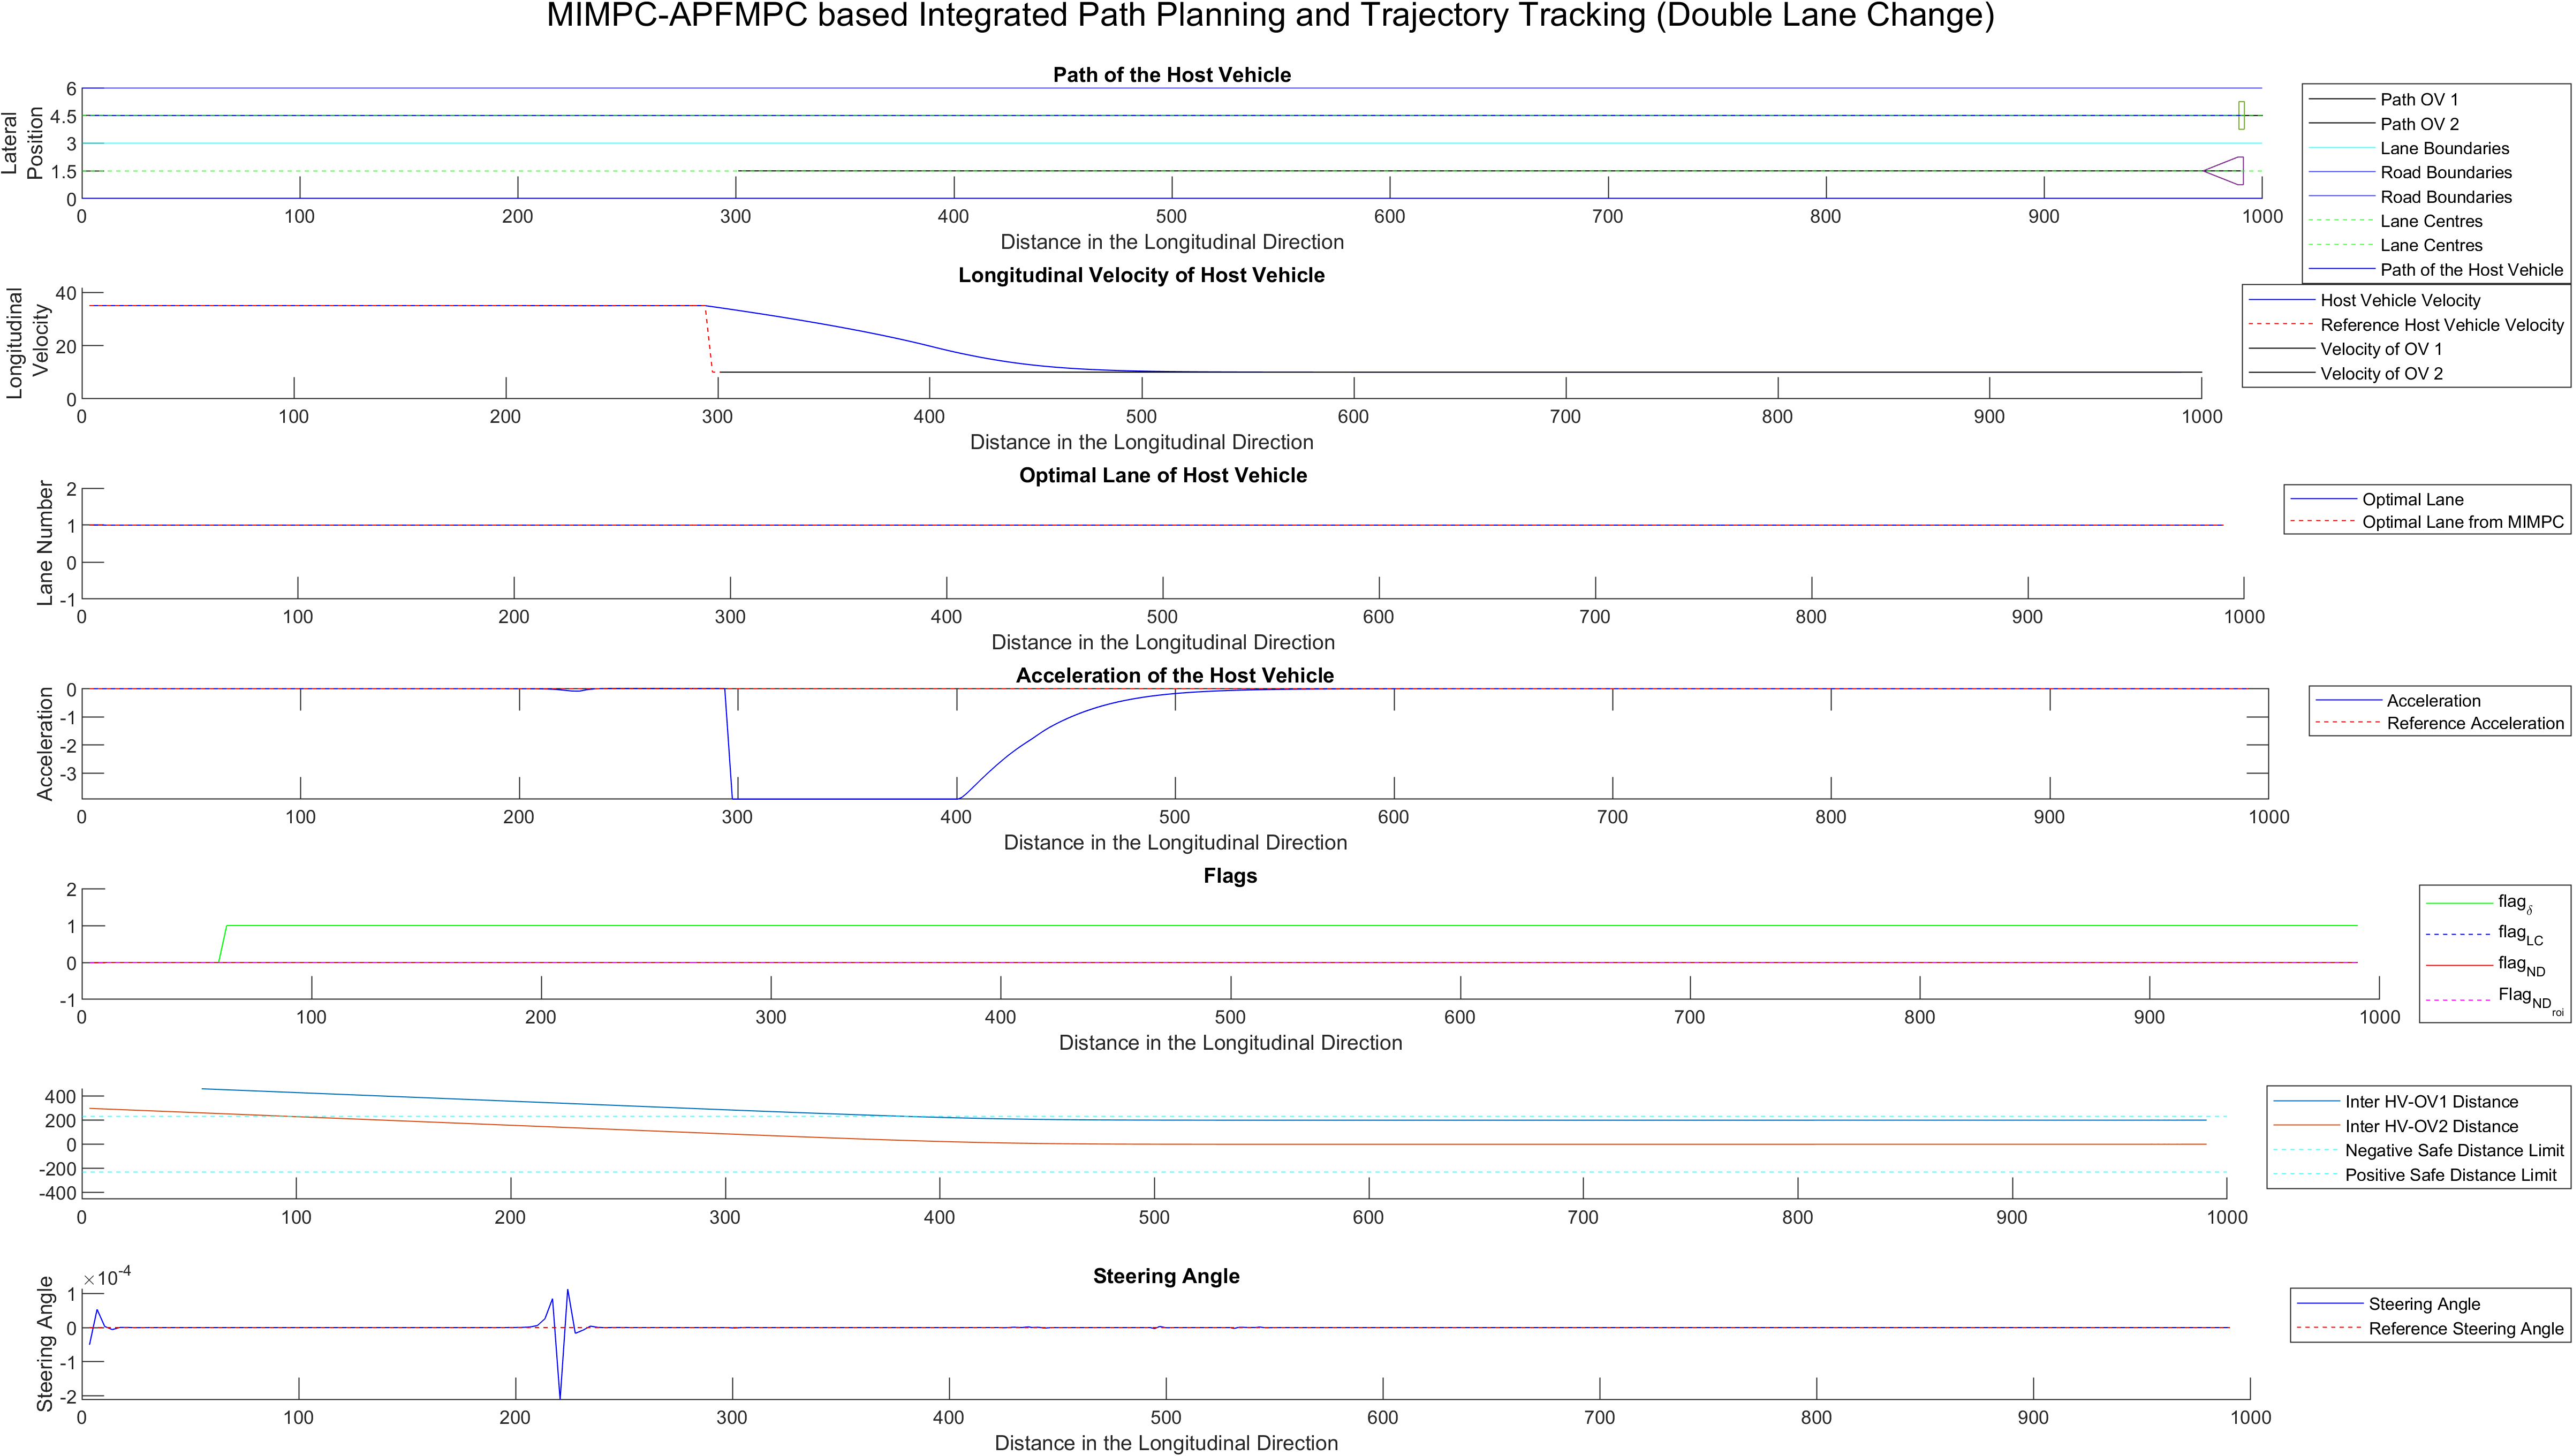 MIMPC-APFMPC based Integrated Path Planning and Trajectory Tracking (Double Lane Change)
Path of the Host Vehicle
Lateral
Position
6
4.5
3
1.5
0
0 100 200 300 400 500 600 700 800 900 1000
Distance in the Longitudinal Direction
Path OV 1
Path OV 2
Lane Boundaries
Road Boundaries
Road Boundaries
Lane Centres
Lane Centres
Path of the Host Vehicle
Longitudinal Velocity of Host Vehicle
Longitudinal
Velocity
40
20
0
0 100 200 300 400 500 600 700 800 900 1000
Distance in the Longitudinal Direction
Host Vehicle Velocity
Reference Host Vehicle Velocity
Velocity of OV 1
Velocity of OV 2
Optimal Lane of Host Vehicle
Lane Number
2
1
0
-1
0 100 200 300 400 500 600 700 800 900 1000
Distance in the Longitudinal Direction
Optimal Lane
Optimal Lane from MIMPC
Acceleration of the Host Vehicle
Acceleration
0
-1
-2
-3
0 100 200 300 400 500 600 700 800 900 1000
Distance in the Longitudinal Direction
Acceleration
Reference Acceleration
Flags
2
1
0
-1
0 100 200 300 400 500 600 700 800 900 1000
Distance in the Longitudinal Direction
flagδ
flagLC
flagND
FlagNDroi
400
200
0
-200
-400
0 100 200 300 400 500 600 700 800 900 1000
Inter HV-OV1 Distance
Inter HV-OV2 Distance
Negative Safe Distance Limit
Positive Safe Distance Limit
Steering Angle
Steering Angle
×10-4
1
0
-1
-2
0 100 200 300 400 500 600 700 800 900 1000
Distance in the Longitudinal Direction
Steering Angle
Reference Steering Angle